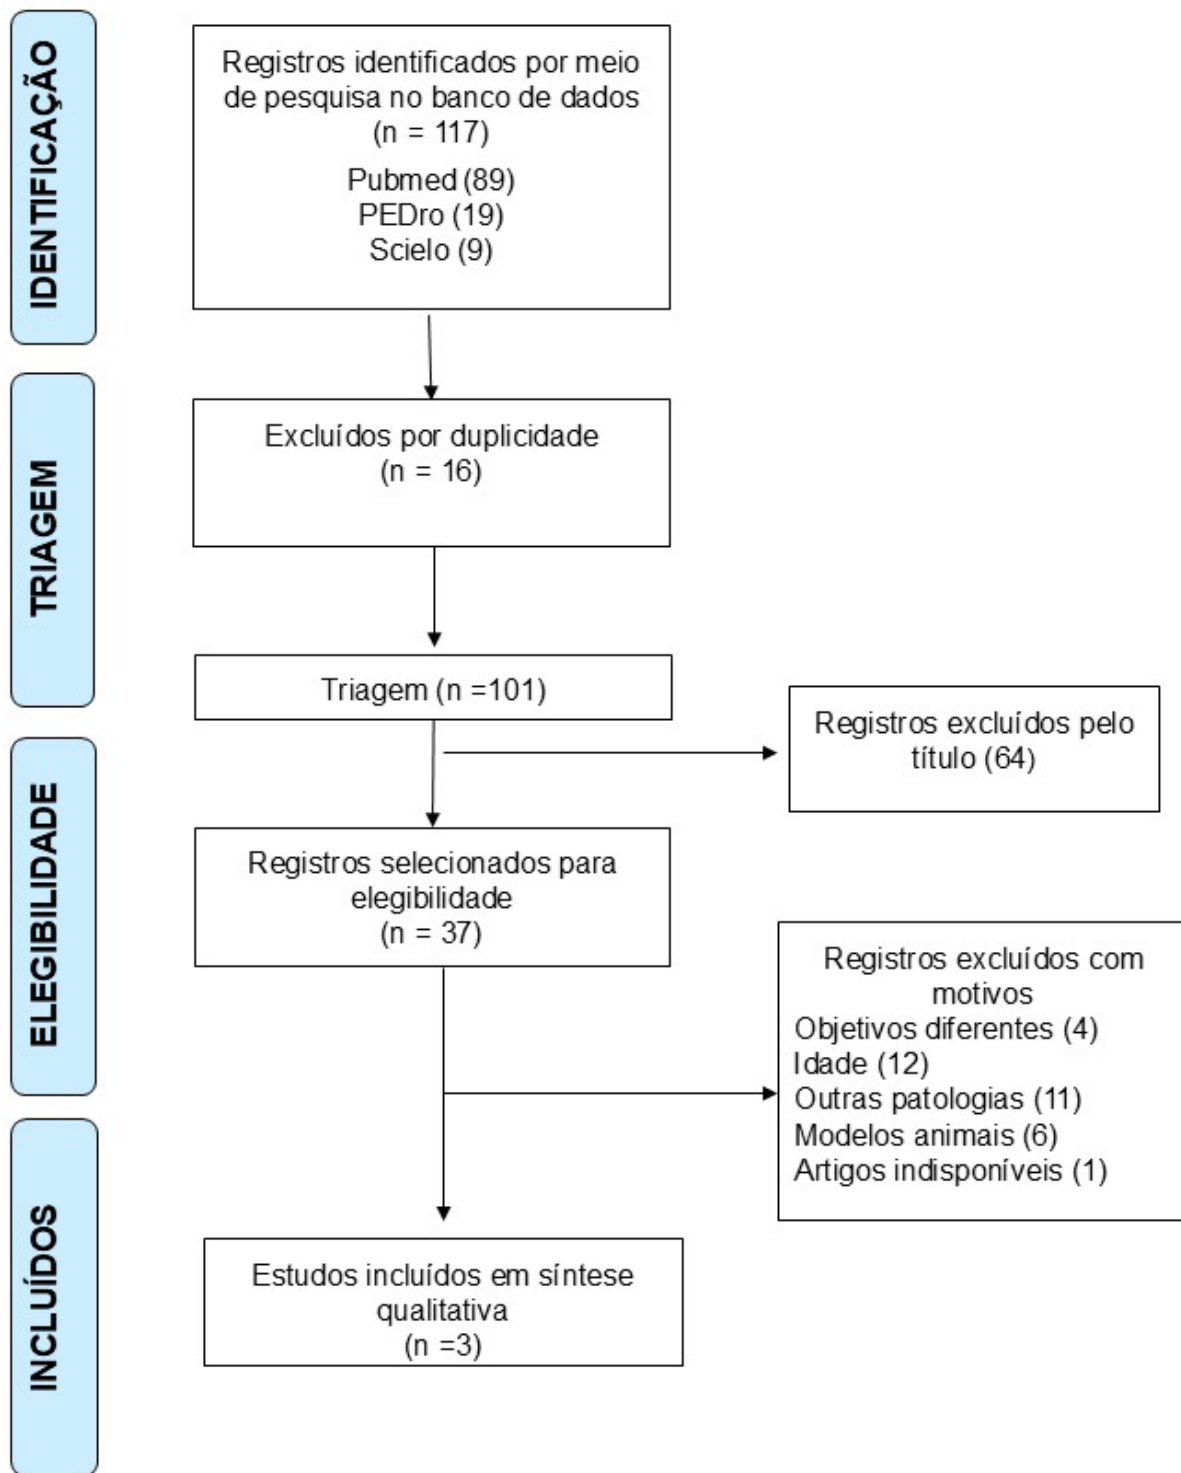 IDENTIFICAÇÃO
Registros identificados por meio
de pesquisa no banco de dados
(n = 117)
Pubmed (89)
PEDro (19)
Scielo (9)
TRIAGEM
Excluídos por duplicidade
(n = 16)
Triagem (n =101)
Registros excluídos pelo
título (64)
ELEGIBILIDADE
Registros selecionados para
elegibilidade
(n = 37)
Registros excluídos com
motivos
Objetivos diferentes (4)
Idade (12)
Outras patologias (11)
Modelos animais (6)
Artigos indisponíveis (1)
INCLUÍDOS
Estudos incluídos em síntese
qualitativa
(n =3)